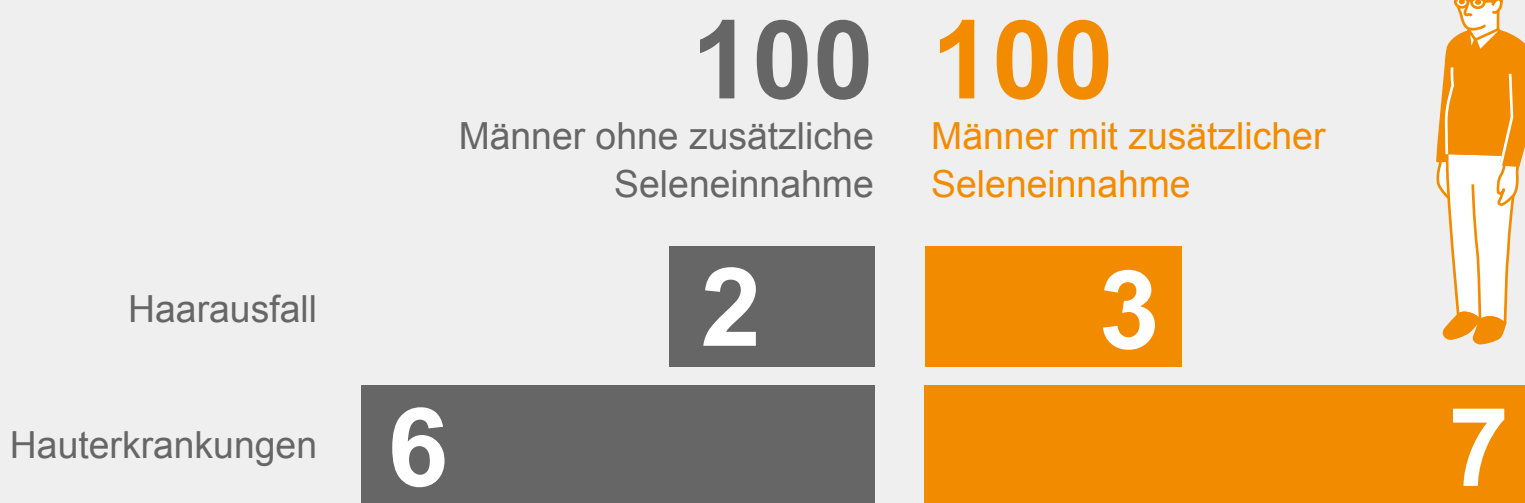 100 100
Männer ohne zusätzliche Männer mit zusätzlicher
Seleneinnahme Seleneinnahme
Haarausfall 2 3
Hauterkrankungen 6 7